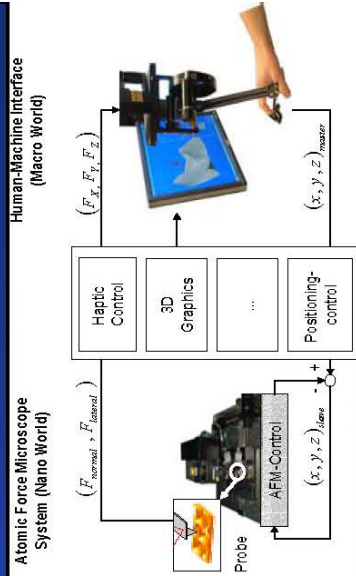 Atomic Force Microscope
System (Nano World)
Human-Machine Interface
(Macro World)
(F_normal , F_lateral)
(F_X, F_Y, F_Z)
Haptic
Control
3D
Graphics
...
Positioning-
control
Probe
AFM-Control
- +
(x, y, z)_slave
(x, y, z)_master